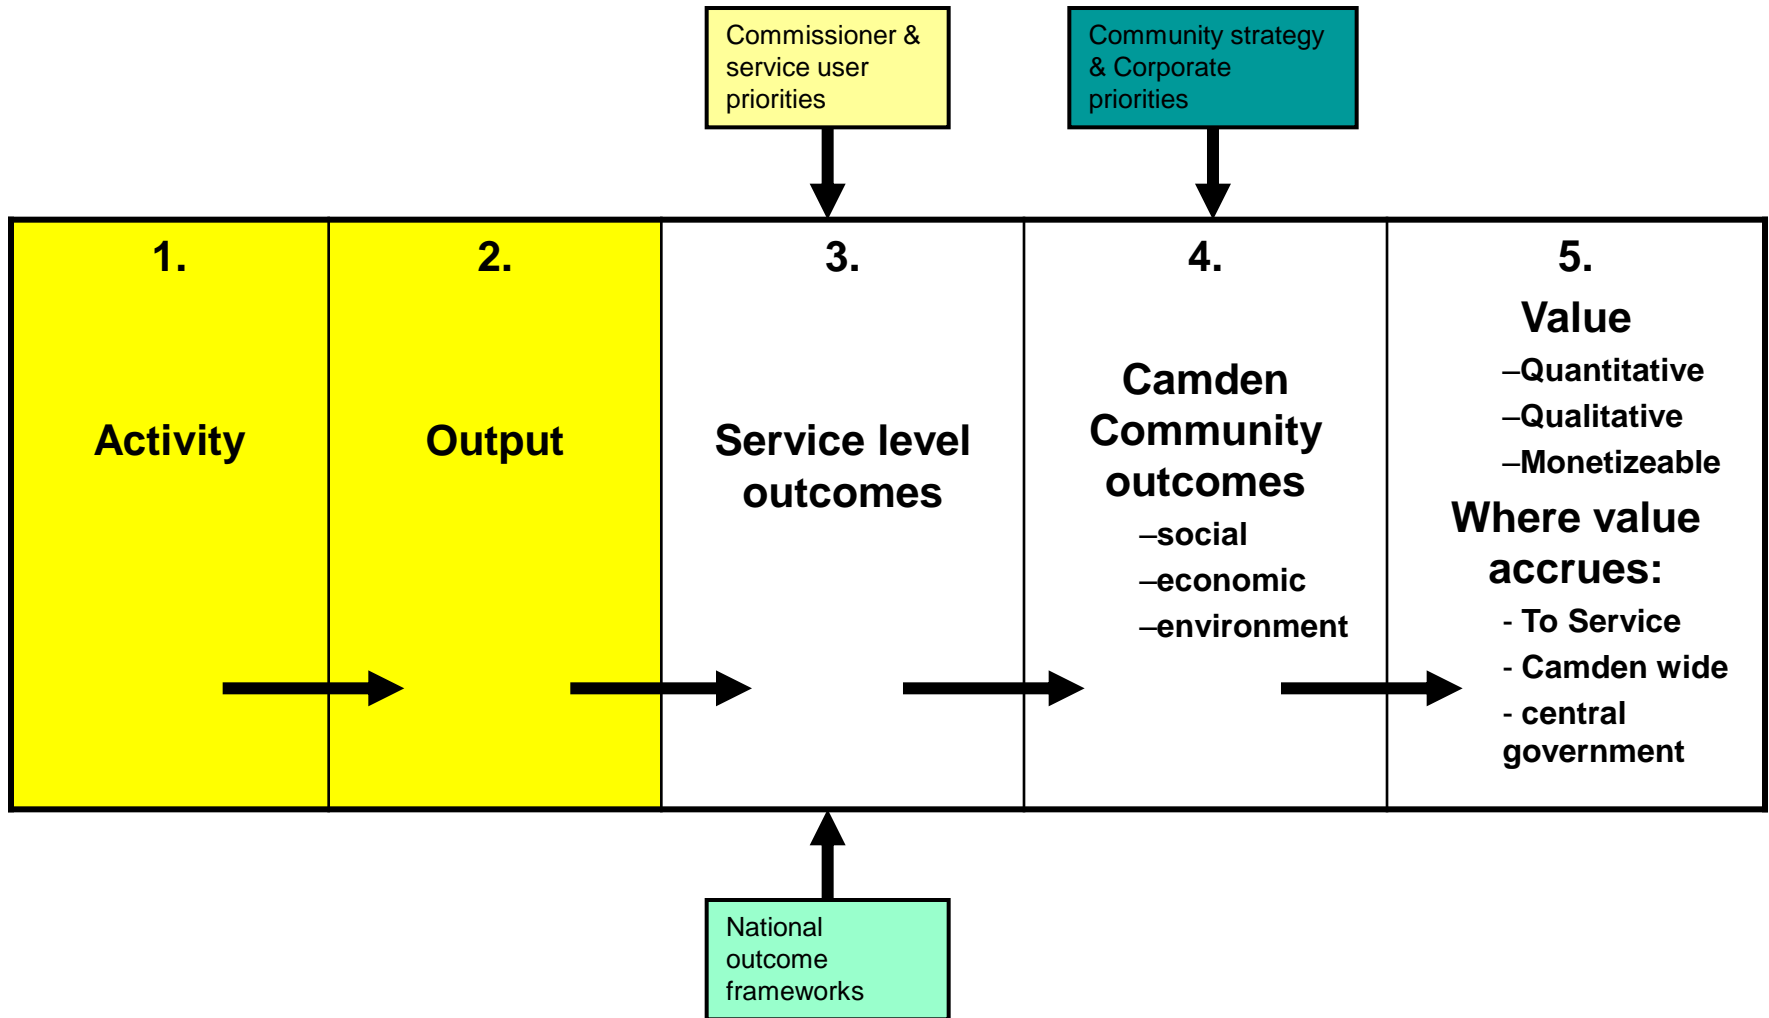 Commissioner &
service user
priorities
Community strategy
& Corporate
priorities
1.
Activity
2.
Output
3.
Service level
outcomes
4.
Camden
Community
outcomes
–social
–economic
–environment
5.
Value
–Quantitative
–Qualitative
–Monetizeable
Where value
accrues:
- To Service
- Camden wide
- central
government
National
outcome
frameworks